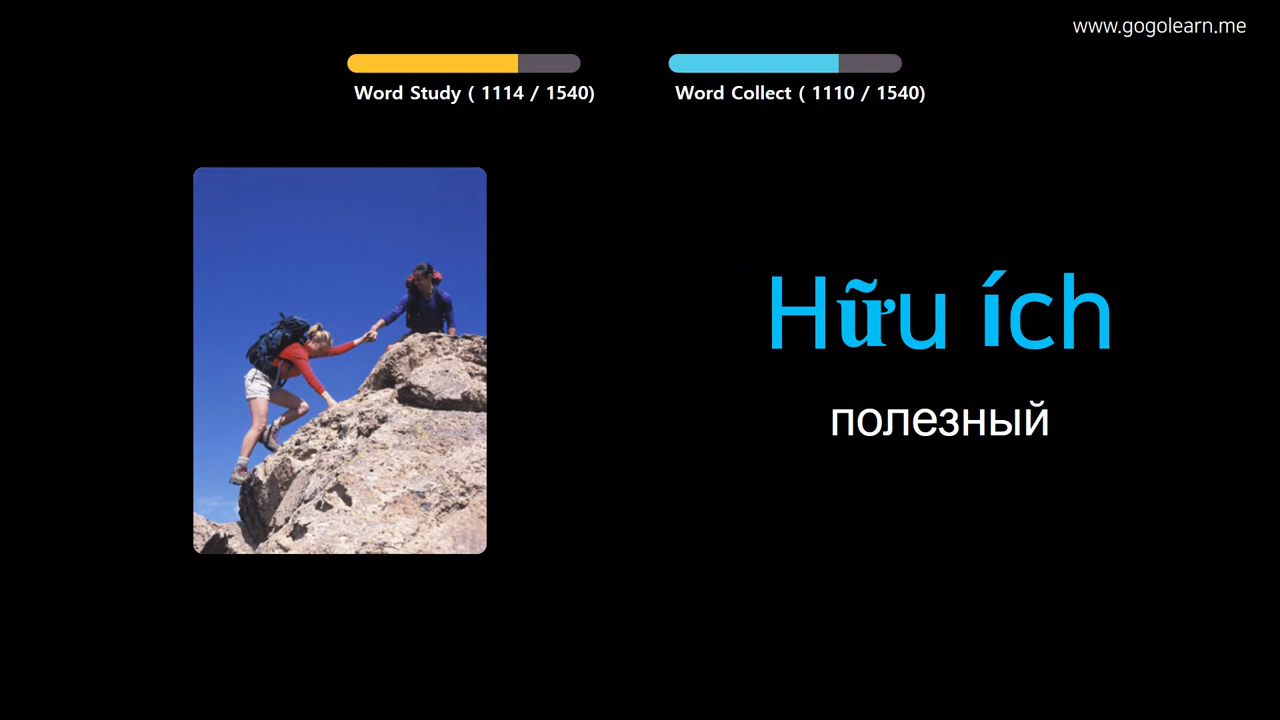 www.gogolearn.me
Word Study ( 1114 / 1540)
Word Collect ( 1110 / 1540)
Hữu ích
полезный